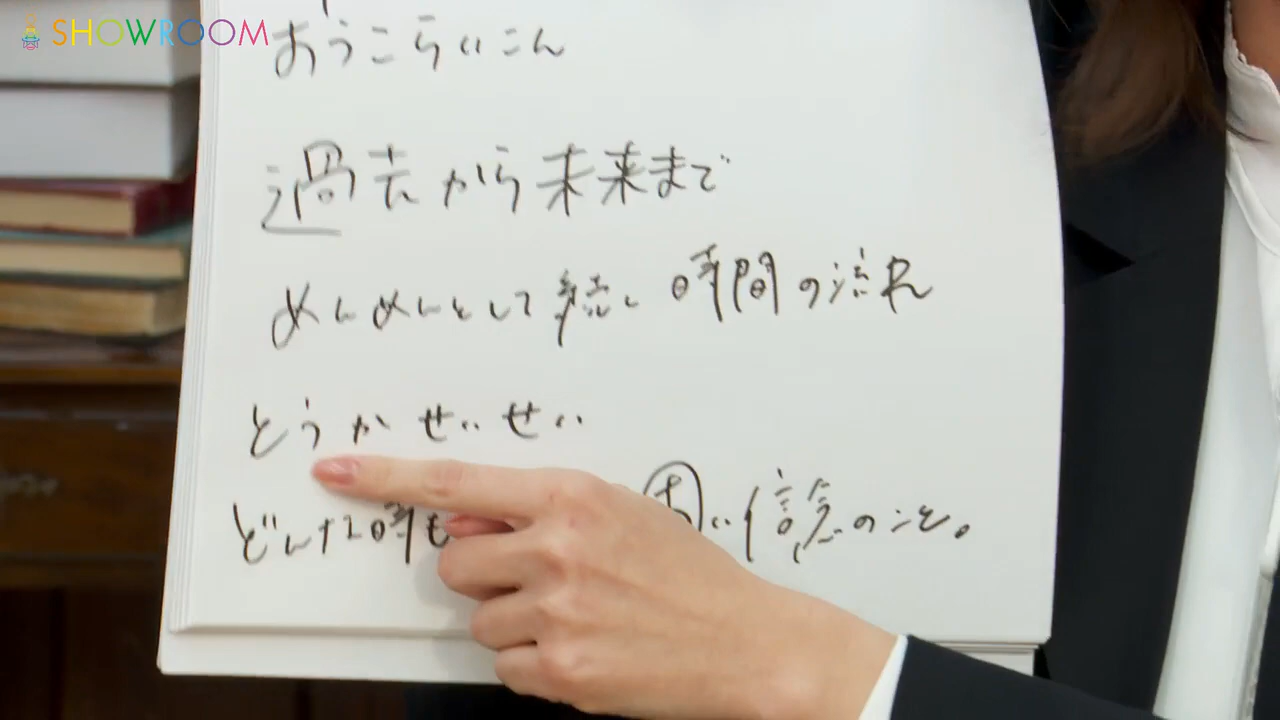 SHOWROOM
おうこらいこん
過去から未来まで
めんめんとして続く時間の流れ
とうかせいせい
どんな時も 固い信念のこと。